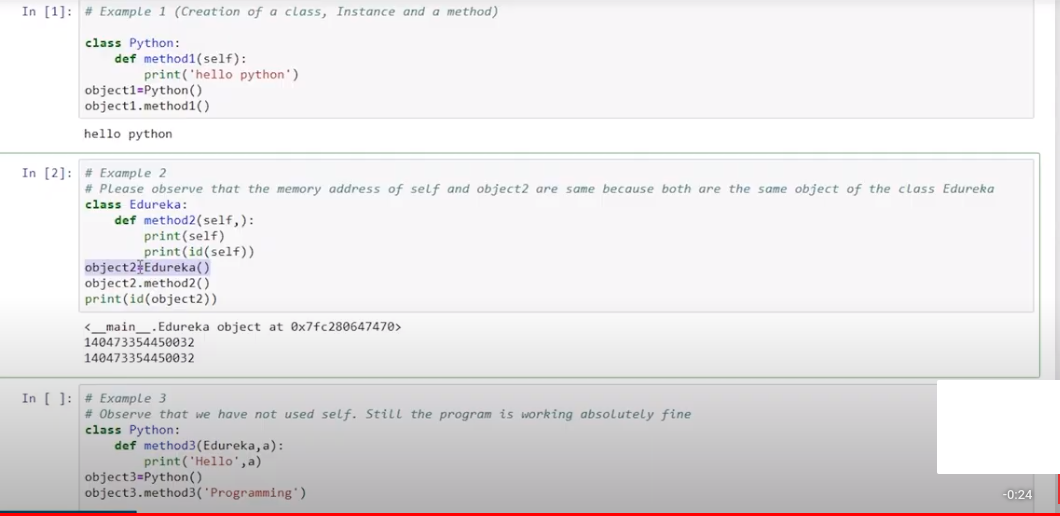 In [1]: # Example 1 (Creation of a class, Instance and a method)
class Python:
    def method1(self):
        print('hello python')
object1=Python()
object1.method1()
hello python
In [2]: # Example 2
# Please observe that the memory address of self and object2 are same because both are the same object of the class Edureka
class Edureka:
    def method2(self,):
        print(self)
        print(id(self))
object2=Edureka()
object2.method2()
print(id(object2))
<__main__.Edureka object at 0x7fc280647470>
140473354450032
140473354450032
In [ ]: # Example 3
# Observe that we have not used self. Still the program is working absolutely fine
class Python:
    def method3(Edureka,a):
        print('Hello',a)
object3=Python()
object3.method3('Programming')
-0:24